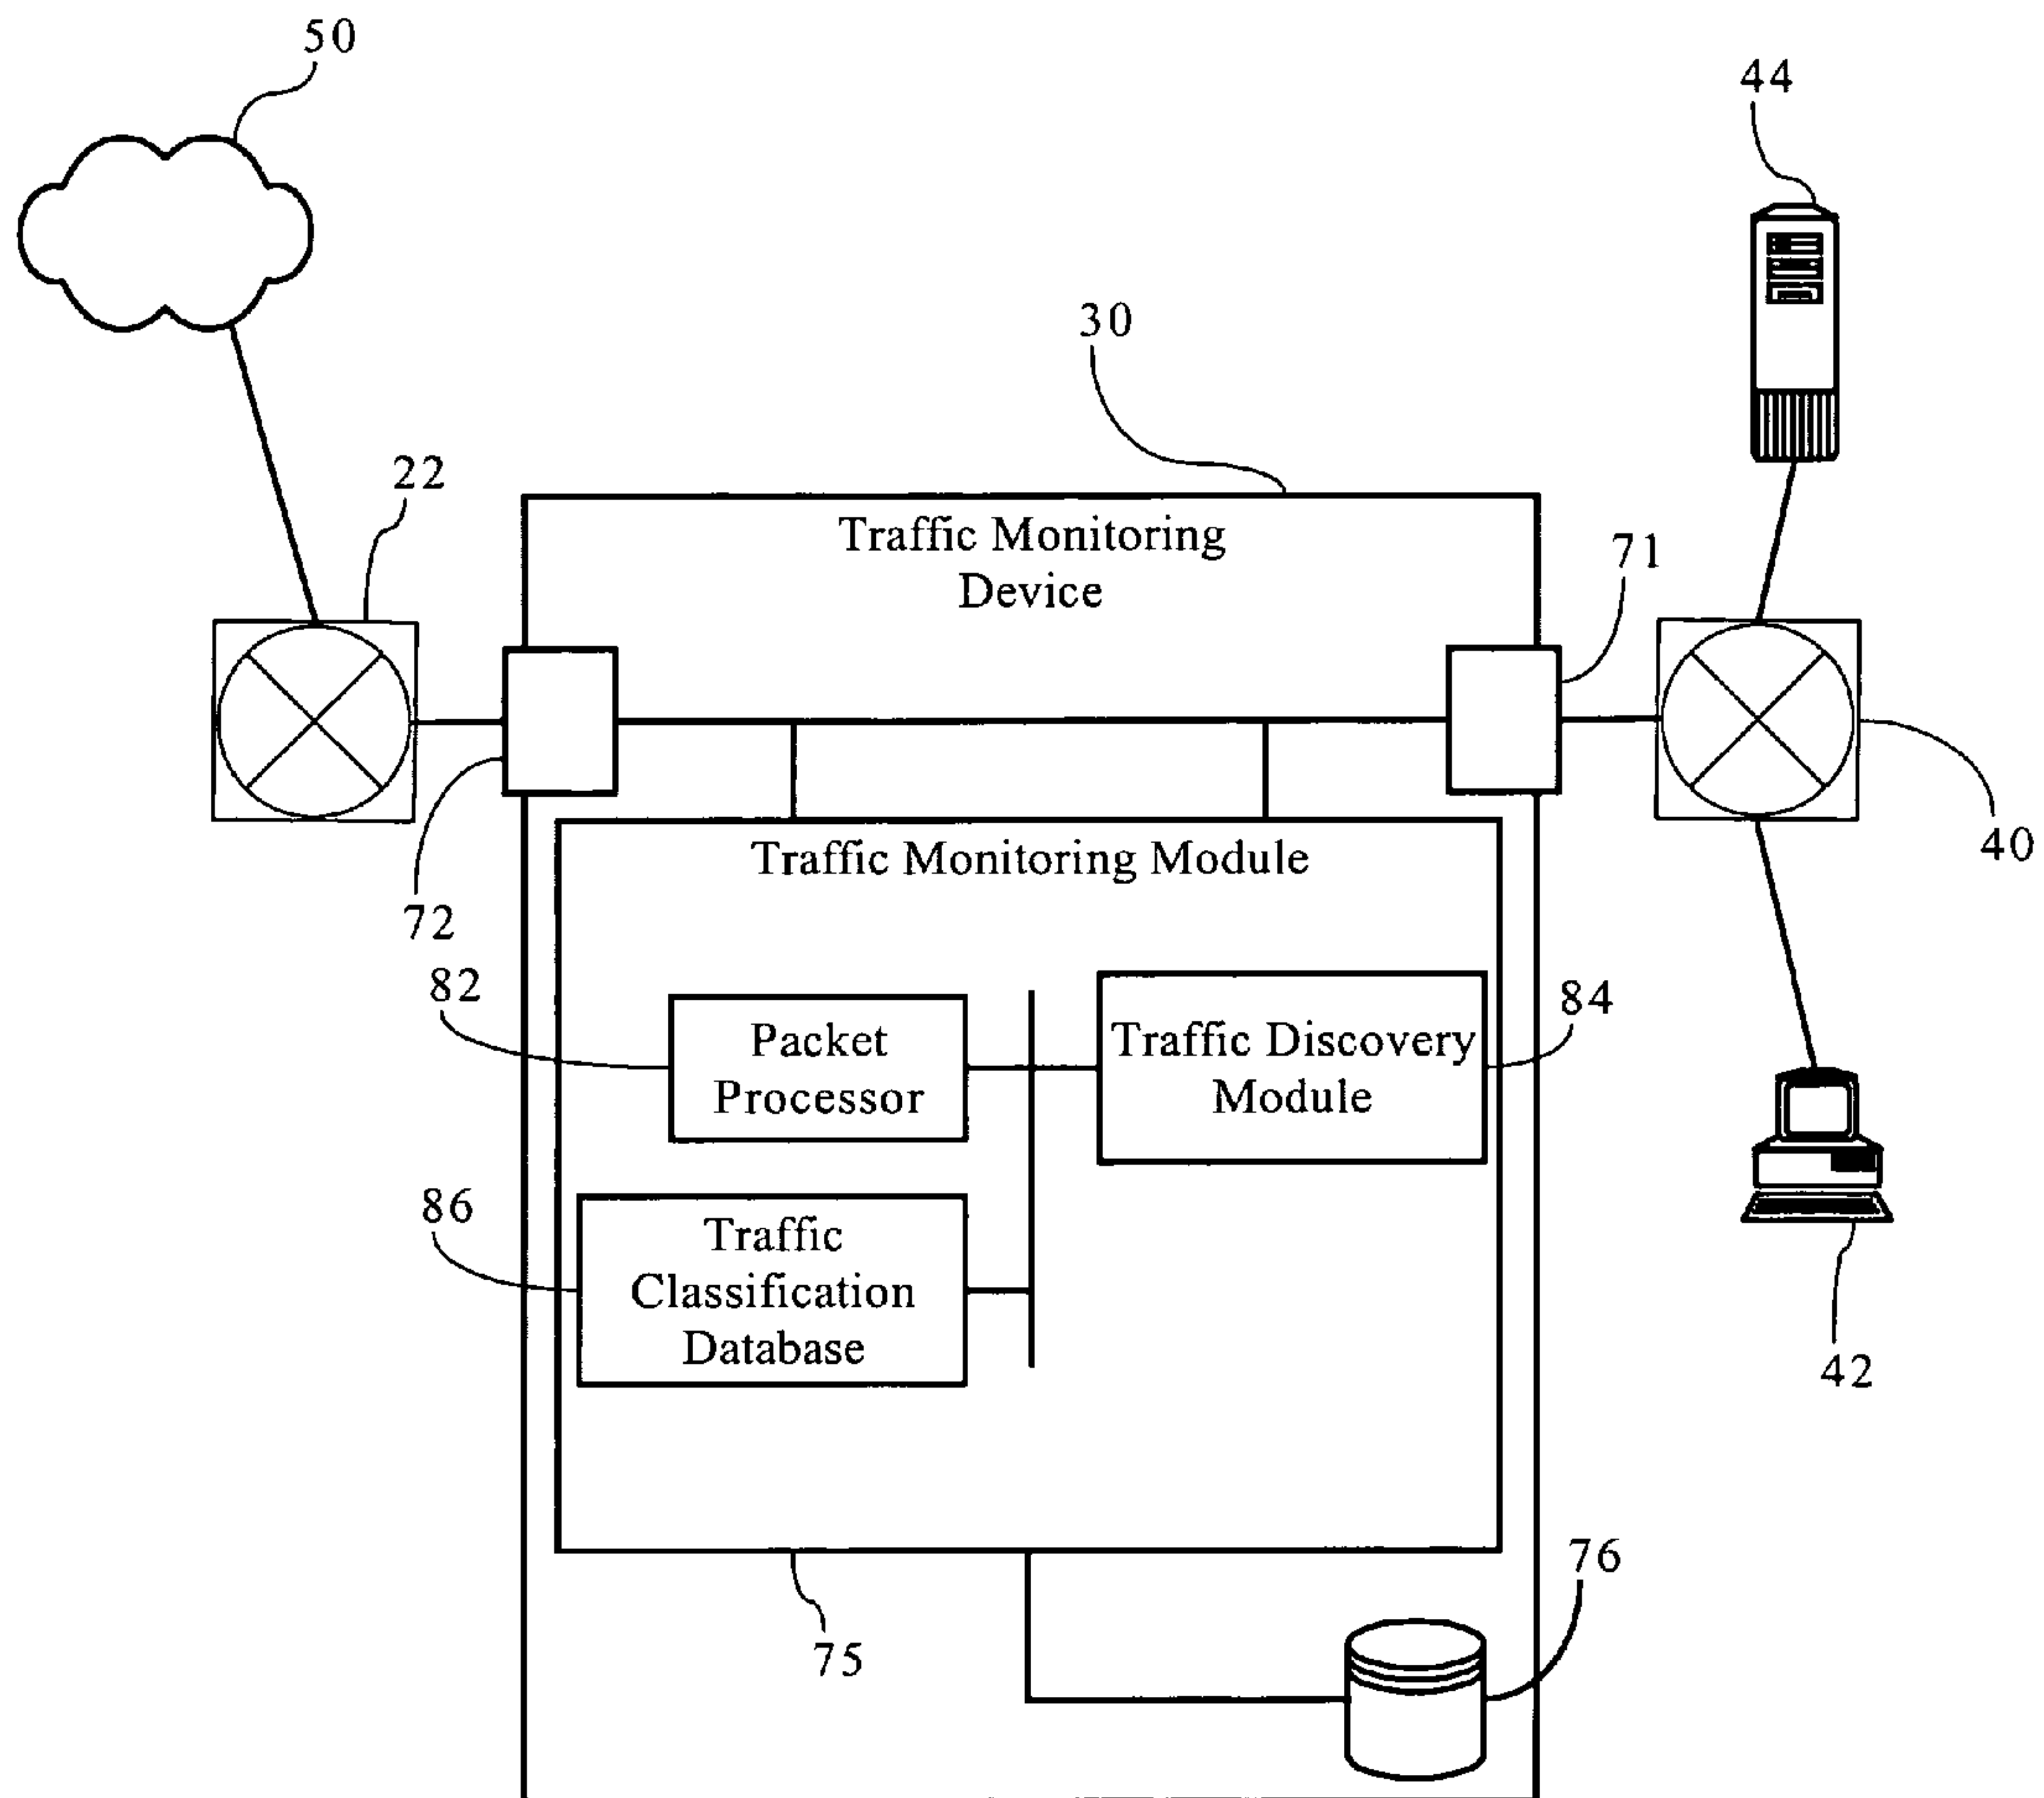 50
44
30
22
Traffic Monitoring
Device
71
40
Traffic Monitoring Module
72
82
84
Packet
Processor
Traffic Discovery
Module
86
Traffic
Classification
Database
42
76
75